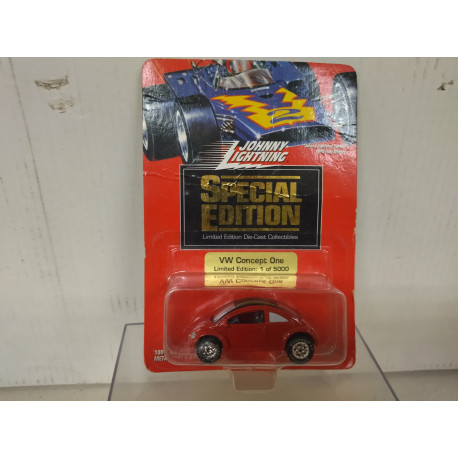 JOHNNY
LIGHTNING
SPECIAL
EDITION
Limited Edition Die-Cast Collectibles
VW Concept One
Limited Edition: 1 of 5000